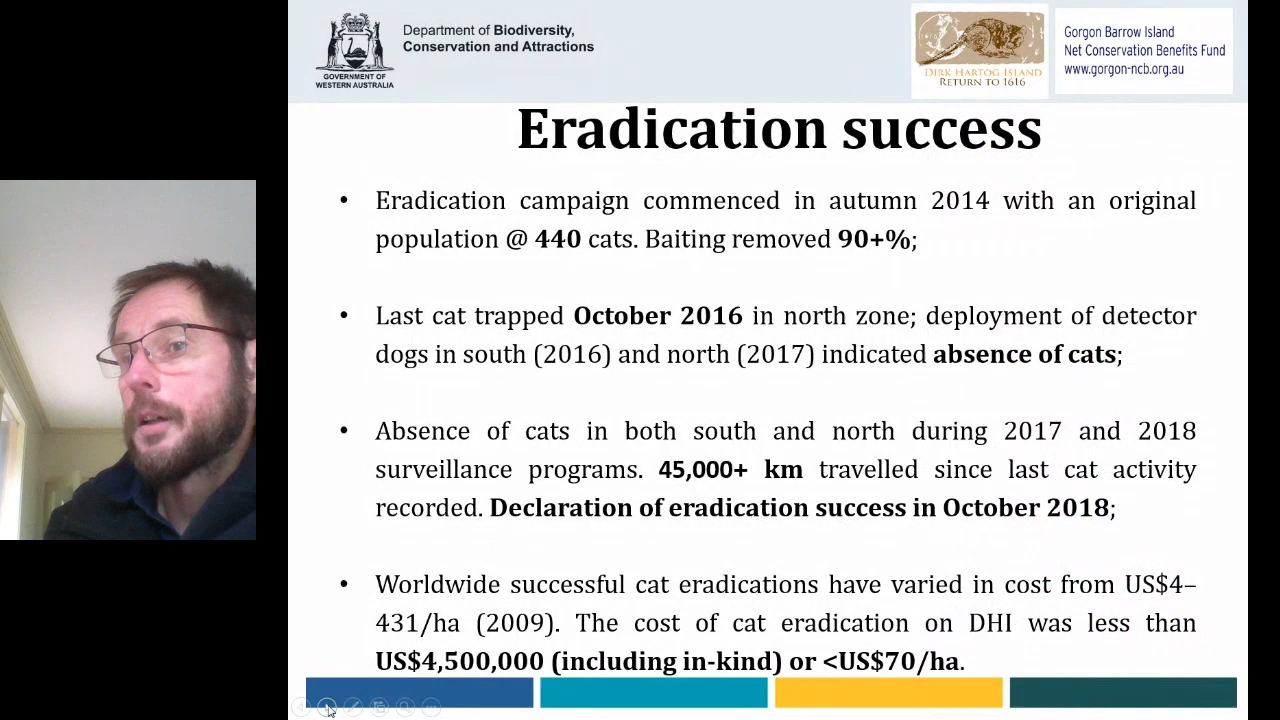 GOVERNMENT OF
WESTERN AUSTRALIA
Department of Biodiversity,
Conservation and Attractions
DIRK HARTOG ISLAND
RETURN TO 1616
Gorgon Barrow Island
Net Conservation Benefits Fund
www.gorgon-ncb.org.au
Eradication success
• Eradication campaign commenced in autumn 2014 with an original
population @ 440 cats. Baiting removed 90+%;
• Last cat trapped October 2016 in north zone; deployment of detector
dogs in south (2016) and north (2017) indicated absence of cats;
• Absence of cats in both south and north during 2017 and 2018
surveillance programs. 45,000+ km travelled since last cat activity
recorded. Declaration of eradication success in October 2018;
• Worldwide successful cat eradications have varied in cost from US$4–
431/ha (2009). The cost of cat eradication on DHI was less than
US$4,500,000 (including in-kind) or <US$70/ha.